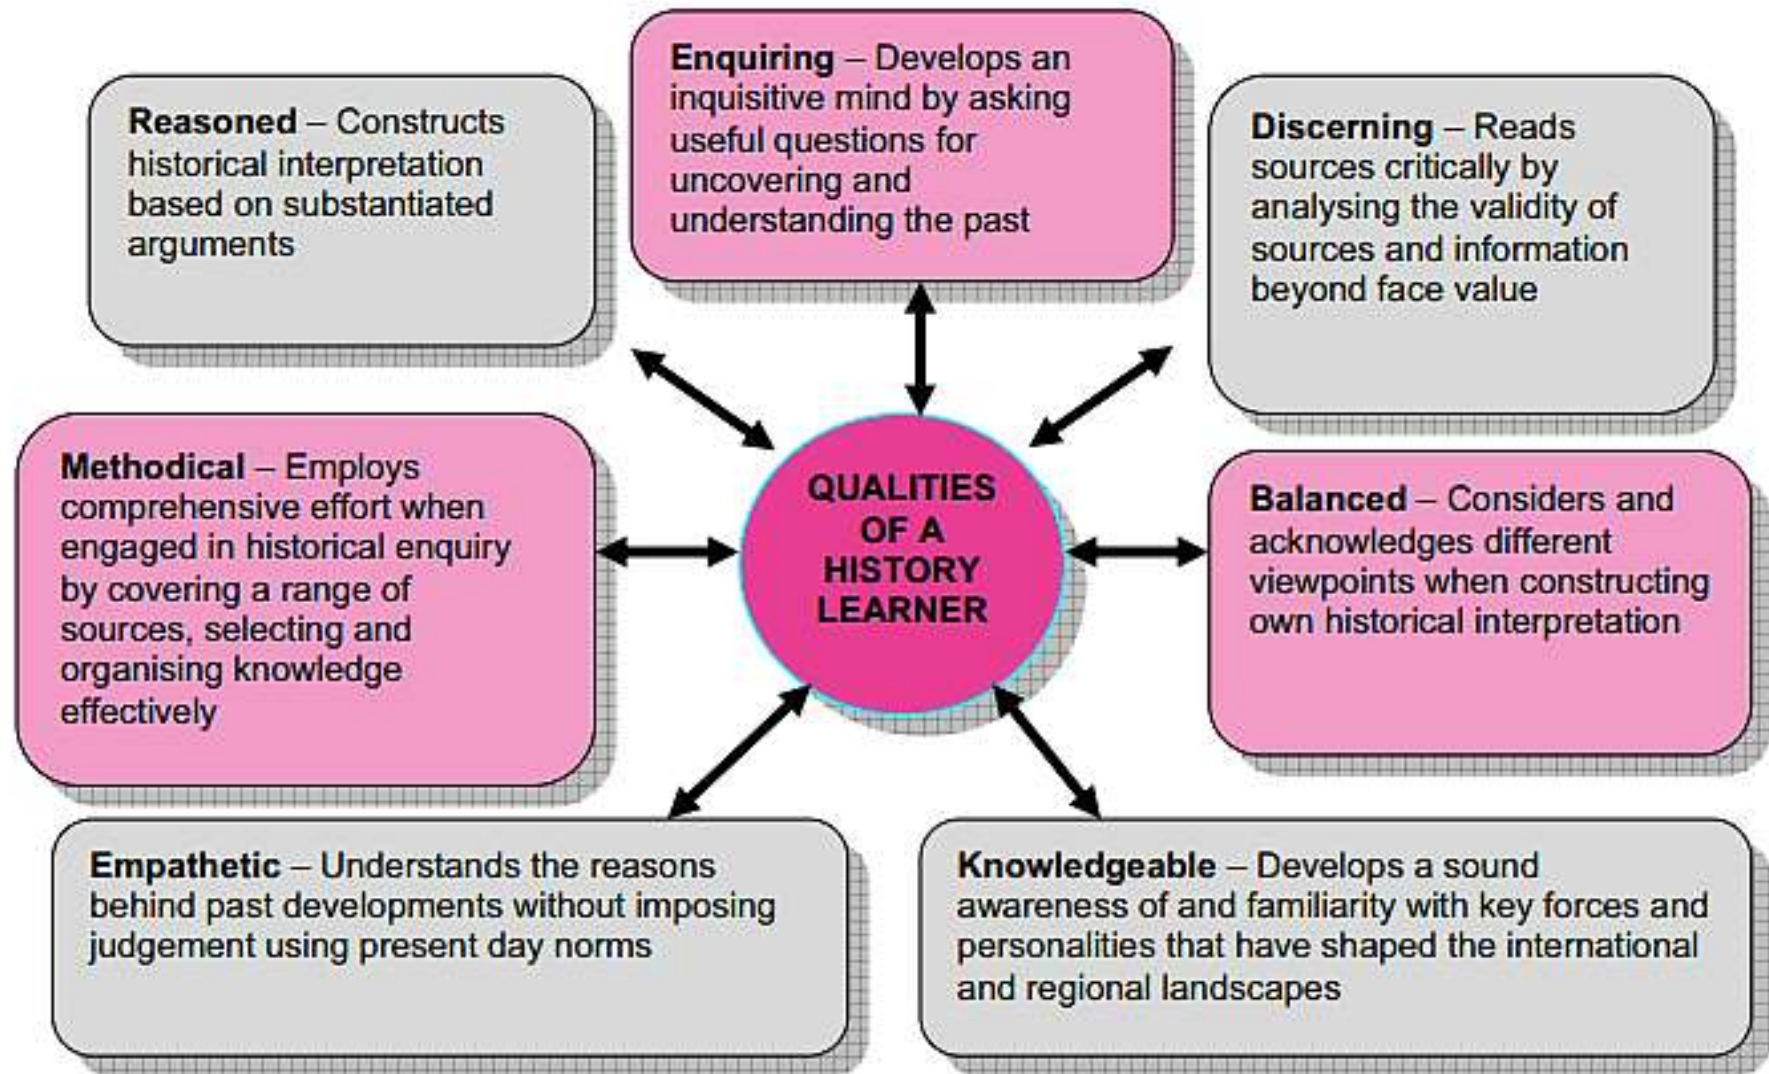 Enquiring – Develops an
inquisitive mind by asking
useful questions for
uncovering and
understanding the past
Reasoned – Constructs
historical interpretation
based on substantiated
arguments
Discerning – Reads
sources critically by
analysing the validity of
sources and information
beyond face value
Methodical – Employs
comprehensive effort when
engaged in historical enquiry
by covering a range of
sources, selecting and
organising knowledge
effectively
QUALITIES
OF A
HISTORY
LEARNER
Balanced – Considers and
acknowledges different
viewpoints when constructing
own historical interpretation
Empathetic – Understands the reasons
behind past developments without imposing
judgement using present day norms
Knowledgeable – Develops a sound
awareness of and familiarity with key forces and
personalities that have shaped the international
and regional landscapes